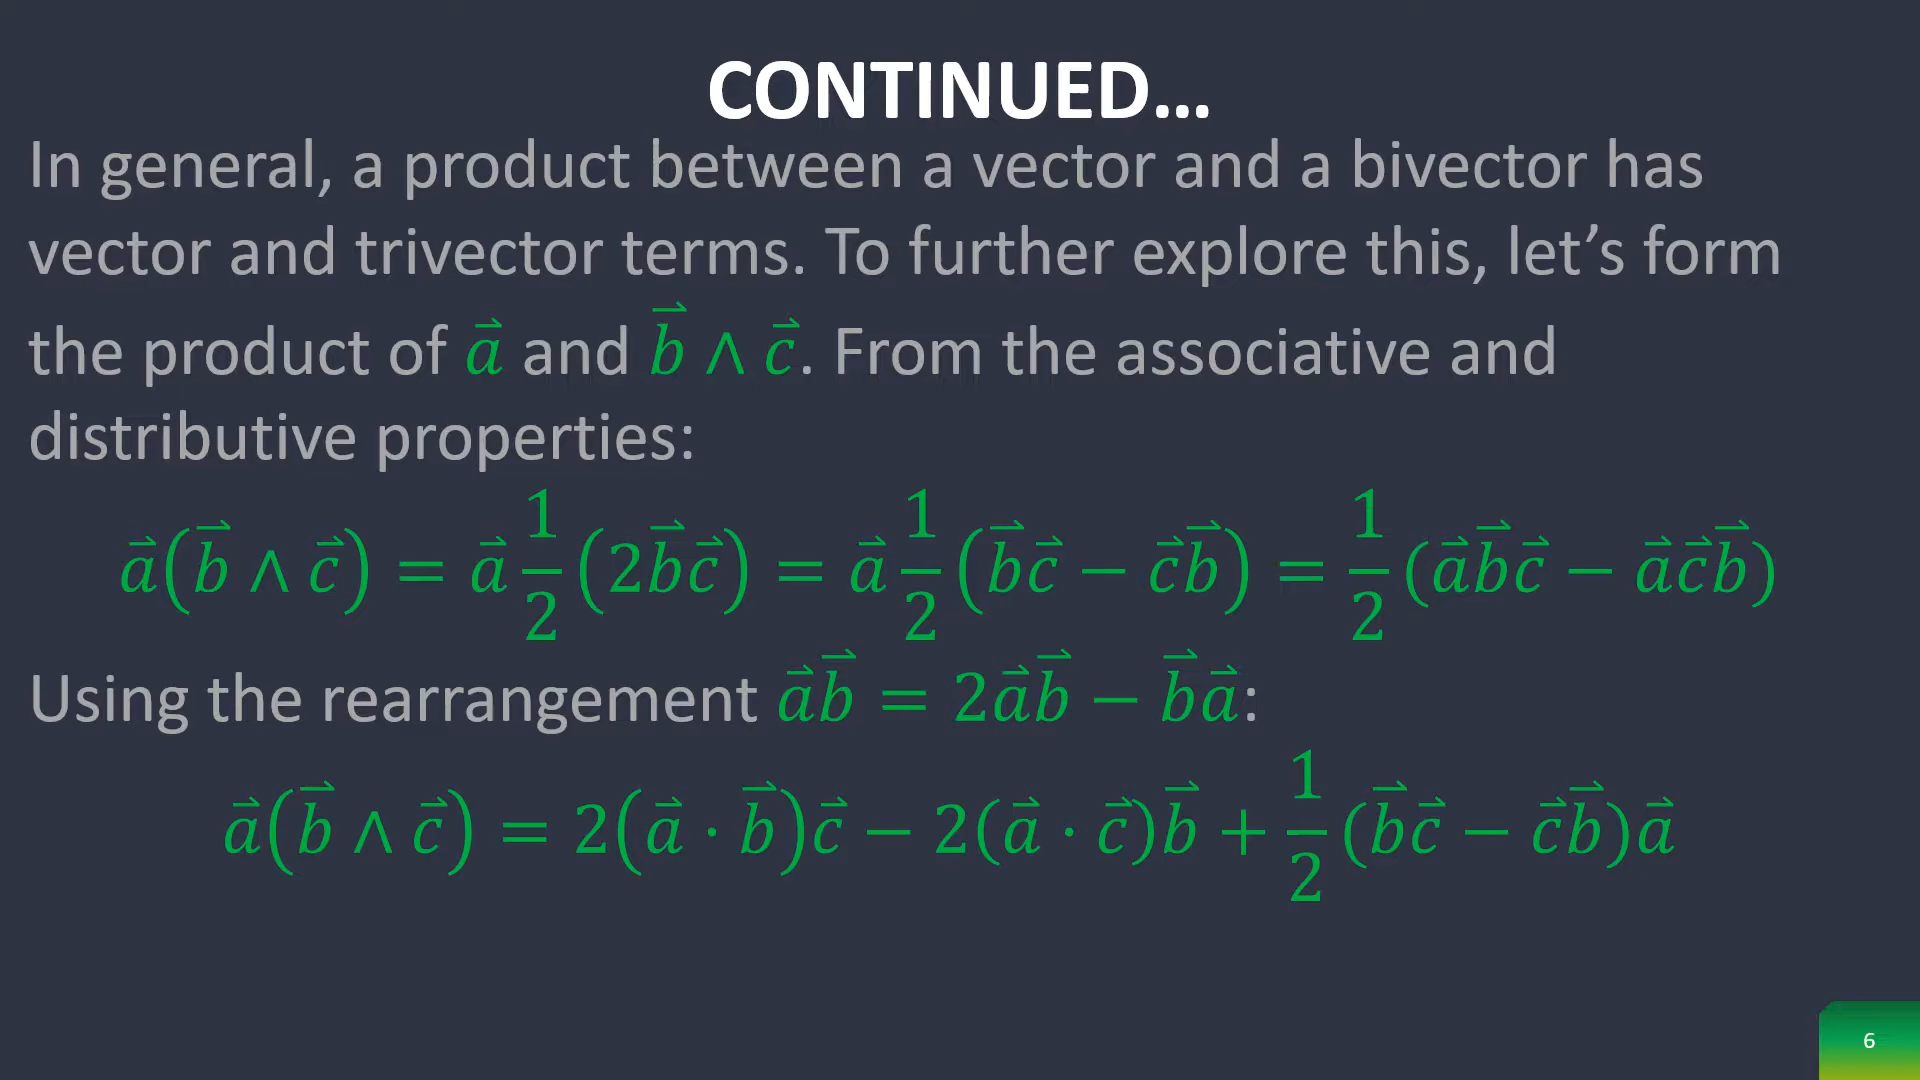 CONTINUED...
In general, a product between a vector and a bivector has
vector and trivector terms. To further explore this, let’s form
the product of a⃗ and b⃗ ∧ c⃗. From the associative and
distributive properties:
a⃗(b⃗ ∧ c⃗) = a⃗ 1/2 (2b⃗c⃗) = a⃗ 1/2 (b⃗c⃗ − c⃗b⃗) = 1/2 (a⃗b⃗c⃗ − a⃗c⃗b⃗)
Using the rearrangement a⃗b⃗ = 2a⃗b⃗ − b⃗a⃗:
a⃗(b⃗ ∧ c⃗) = 2(a⃗ · b⃗)c⃗ − 2(a⃗ · c⃗)b⃗ + 1/2 (b⃗c⃗ − c⃗b⃗)a⃗
6